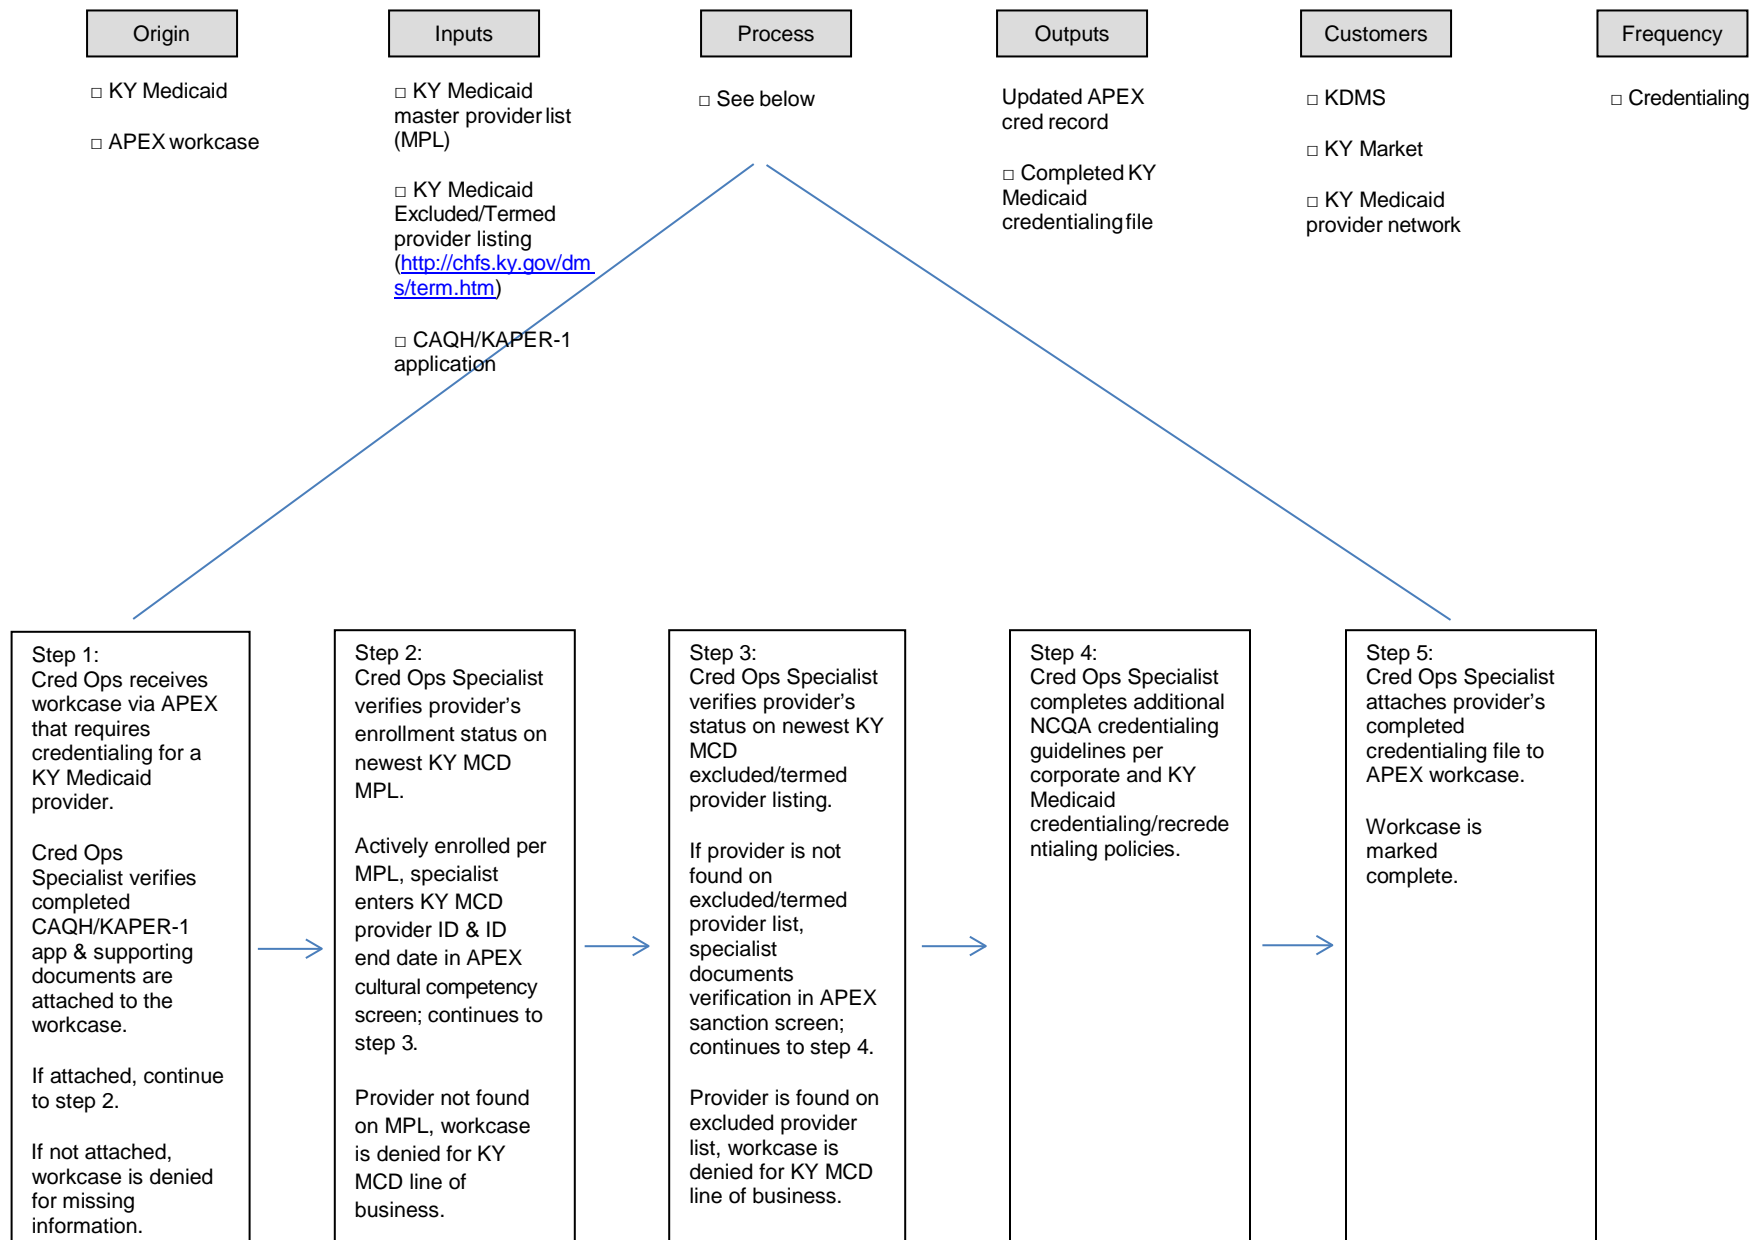 Origin
Inputs
Process
Outputs
Customers
Frequency
□ KY Medicaid
□ APEX workcase
□ KY Medicaid
master provider list
(MPL)
□ KY Medicaid
Excluded/Termed
provider listing
(http://chfs.ky.gov/dm
s/term.htm)
□ CAQH/KAPER-1
application
□ See below
Updated APEX
cred record
□ Completed KY
Medicaid
credentialing file
□ KDMS
□ KY Market
□ KY Medicaid
provider network
□ Credentialing
Step 1:
Cred Ops receives
workcase via APEX
that requires
credentialing for a
KY Medicaid
provider.
Cred Ops
Specialist verifies
completed
CAQH/KAPER-1
app & supporting
documents are
attached to the
workcase.
If attached, continue
to step 2.
If not attached,
workcase is denied
for missing
information.
Step 2:
Cred Ops Specialist
verifies provider’s
enrollment status on
newest KY MCD
MPL.
Actively enrolled per
MPL, specialist
enters KY MCD
provider ID & ID
end date in APEX
cultural competency
screen; continues to
step 3.
Provider not found
on MPL, workcase
is denied for KY
MCD line of
business.
Step 3:
Cred Ops Specialist
verifies provider’s
status on newest KY
MCD
excluded/termed
provider listing.
If provider is not
found on
excluded/termed
provider list,
specialist
documents
verification in APEX
sanction screen;
continues to step 4.
Provider is found on
excluded provider
list, workcase is
denied for KY MCD
line of business.
Step 4:
Cred Ops Specialist
completes additional
NCQA credentialing
guidelines per
corporate and KY
Medicaid
credentialing/recrede
ntialing policies.
Step 5:
Cred Ops Specialist
attaches provider’s
completed
credentialing file to
APEX workcase.
Workcase is
marked
complete.